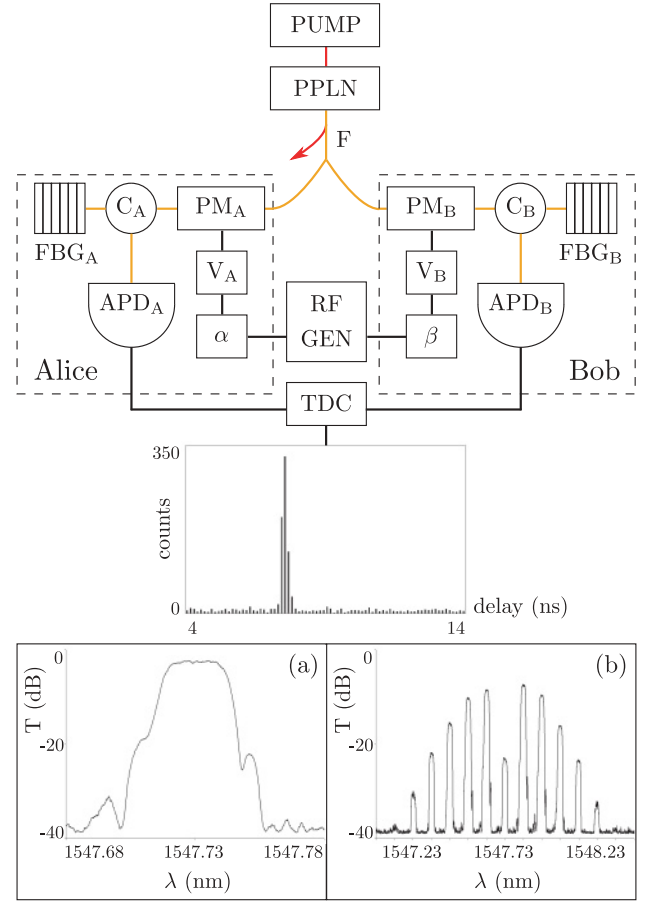 PUMP
PPLN
F
C_A PM_A PM_B C_B
FBG_A FBG_B
V_A V_B
APD_A RF GEN APD_B
α β
Alice Bob
TDC
350
counts
0
delay (ns)
4 14
(a) (b)
0 0
T (dB) T (dB)
-20 -20
-40 -40
1547.68 1547.73 1547.78 1547.23 1547.73 1548.23
λ (nm) λ (nm)